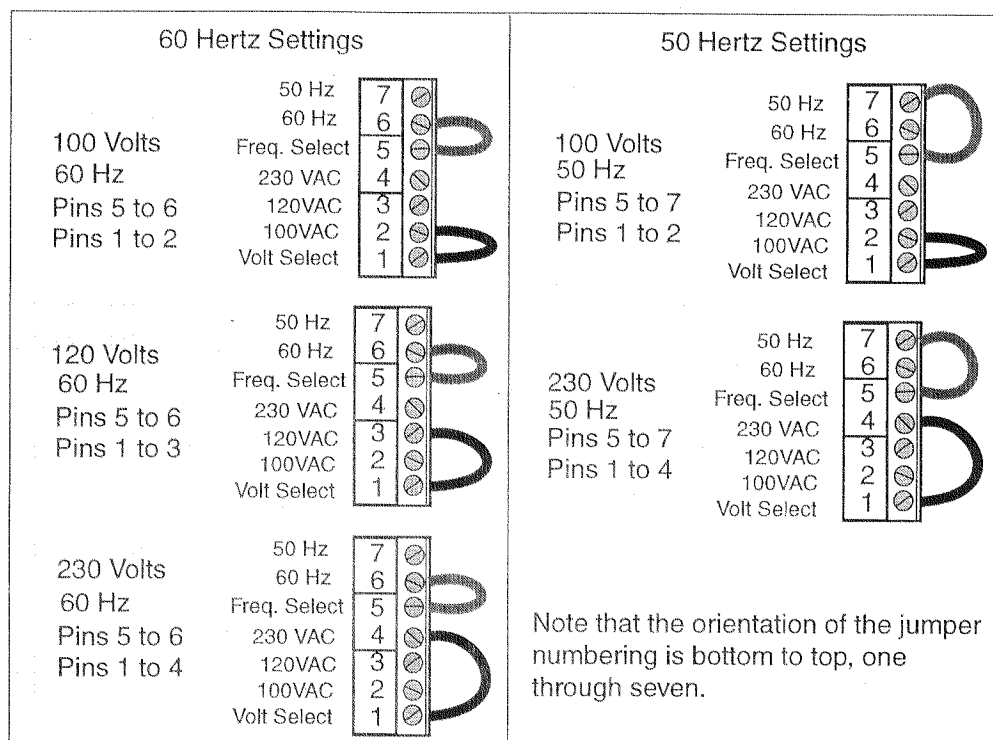 60 Hertz Settings
100 Volts
60 Hz
Pins 5 to 6
Pins 1 to 2
50 Hz 7
60 Hz 6
Freq. Select 5
230 VAC 4
120VAC 3
100VAC 2
Volt Select 1
120 Volts
60 Hz
Pins 5 to 6
Pins 1 to 3
50 Hz 7
60 Hz 6
Freq. Select 5
230 VAC 4
120VAC 3
100VAC 2
Volt Select 1
230 Volts
60 Hz
Pins 5 to 6
Pins 1 to 4
50 Hz 7
60 Hz 6
Freq. Select 5
230 VAC 4
120VAC 3
100VAC 2
Volt Select 1
50 Hertz Settings
100 Volts
50 Hz
Pins 5 to 7
Pins 1 to 2
50 Hz 7
60 Hz 6
Freq. Select 5
230 VAC 4
120VAC 3
100VAC 2
Volt Select 1
230 Volts
50 Hz
Pins 5 to 7
Pins 1 to 4
50 Hz 7
60 Hz 6
Freq. Select 5
230 VAC 4
120VAC 3
100VAC 2
Volt Select 1
Note that the orientation of the jumper
numbering is bottom to top, one
through seven.